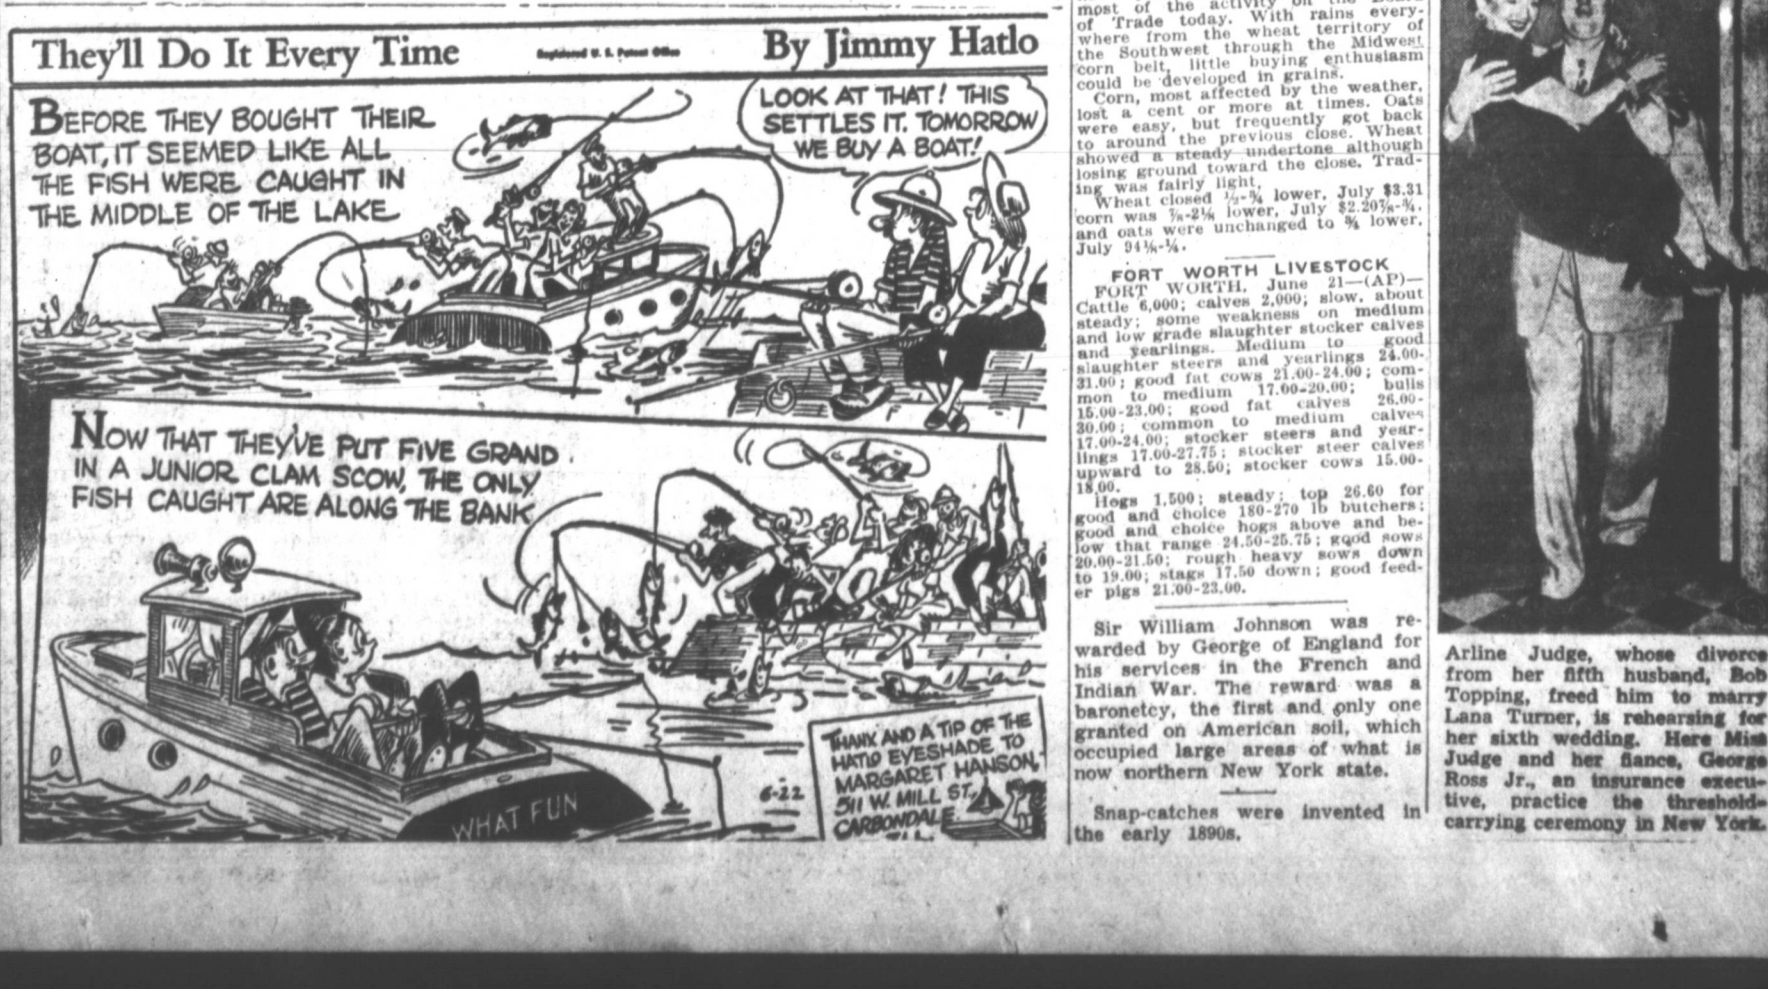 They'll Do It Every Time
Registered U. S. Patent Office
By Jimmy Hatlo
BEFORE THEY BOUGHT THEIR
BOAT, IT SEEMED LIKE ALL
THE FISH WERE CAUGHT IN
THE MIDDLE OF THE LAKE
LOOK AT THAT! THIS
SETTLES IT. TOMORROW
WE BUY A BOAT!
NOW THAT THEY'VE PUT FIVE GRAND
IN A JUNIOR CLAM SCOW, THE ONLY
FISH CAUGHT ARE ALONG THE BANK
WHAT FUN
6-22
THANX AND A TIP OF THE
HATLO EYESHADE TO
MARGARET HANSON,
511 W. MILL ST.,
CARBONDALE
ILL.
most of the activity on the Board
of Trade today. With rains every-
where from the wheat territory of
the Southwest through the Midwest
corn belt, little buying enthusiasm
could be developed in grains.
Corn, most affected by the weather,
lost a cent or more at times. Oats
were easy, but frequently got back
to around the previous close. Wheat
showed a steady undertone although
losing ground toward the close. Trad-
ing was fairly light.
Wheat closed ½-¾ lower, July $3.31
corn was ⅞-2⅛ lower, July $2.20⅞-¾.
and oats were unchanged to ¾ lower,
July 94⅛-¼.
FORT WORTH LIVESTOCK
FORT WORTH, June 21—(AP)—
Cattle 6,000; calves 2,000; slow, about
steady; some weakness on medium
and low grade slaughter stocker calves
and yearlings. Medium to good
slaughter steers and yearlings 24.00-
31.00; good fat cows 21.00-24.00; com-
mon to medium 17.00-20.00; bulls
15.00-23.00; good fat calves 26.00-
30.00; common to medium calves
17.00-24.00; stocker steers and year-
lings 17.00-27.75; stocker steer calves
upward to 28.50; stocker cows 15.00-
18.00.
Hogs 1,500; steady; top 26.60 for
good and choice 180-270 lb butchers;
good and choice hogs above and be-
low that range 24.50-25.75; good sows
20.00-21.50; rough heavy sows down
to 19.00; stags 17.50 down; good feed-
er pigs 21.00-23.00.
Sir William Johnson was re-
warded by George of England for
his services in the French and
Indian War. The reward was a
baronetcy, the first and only one
granted on American soil, which
occupied large areas of what is
now northern New York state.
Snap-catches were invented in
the early 1890s.
Arline Judge, whose divorce
from her fifth husband, Bob
Topping, freed him to marry
Lana Turner, is rehearsing for
her sixth wedding. Here Miss
Judge and her fiance, George
Ross Jr., an insurance execu-
tive, practice the threshold-
carrying ceremony in New York.